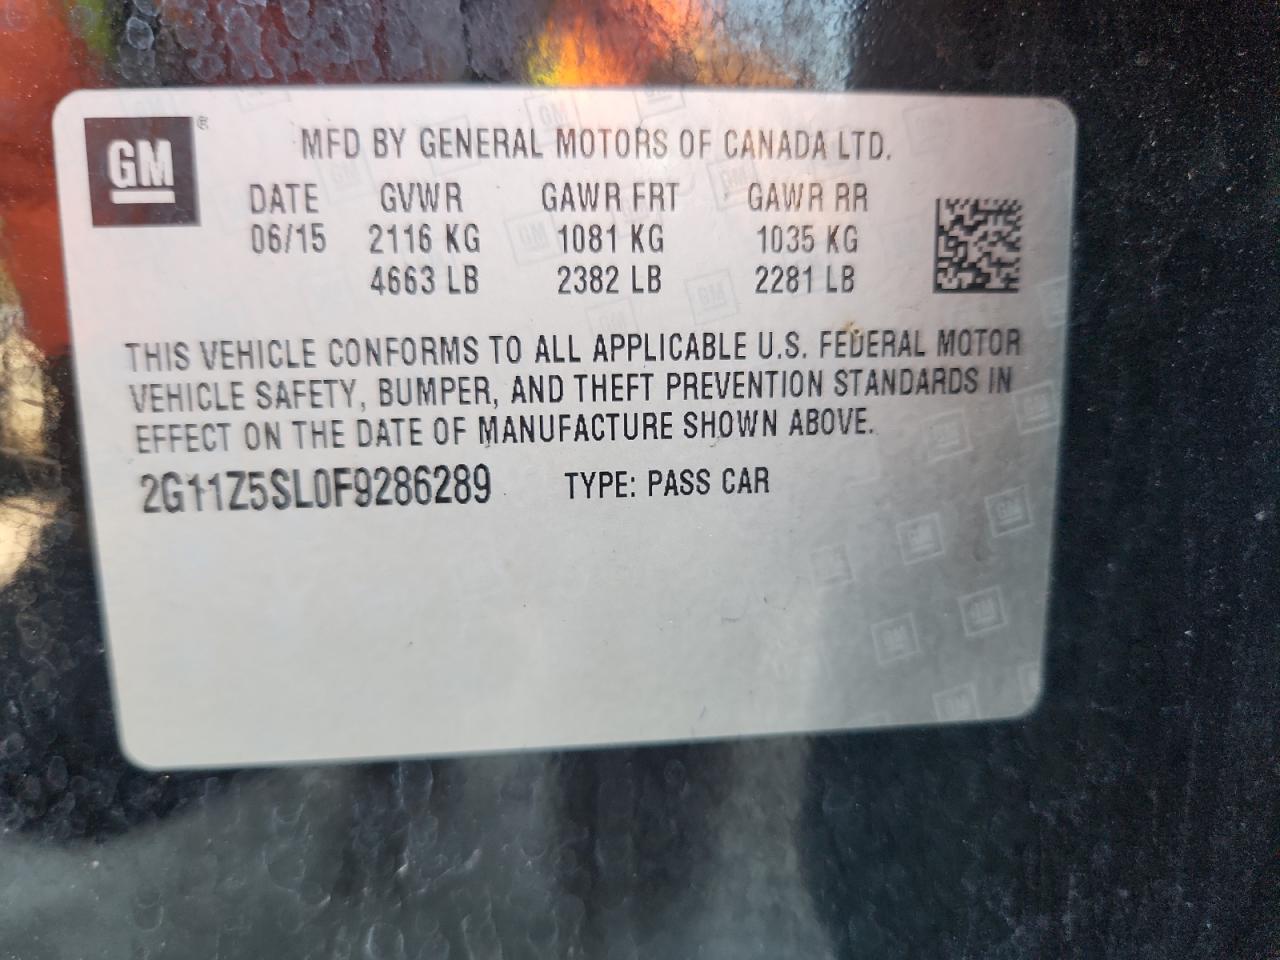 GM ®
MFD BY GENERAL MOTORS OF CANADA LTD.
DATE GVWR GAWR FRT GAWR RR
06/15 2116 KG 1081 KG 1035 KG
4663 LB 2382 LB 2281 LB
THIS VEHICLE CONFORMS TO ALL APPLICABLE U.S. FEDERAL MOTOR
VEHICLE SAFETY, BUMPER, AND THEFT PREVENTION STANDARDS IN
EFFECT ON THE DATE OF MANUFACTURE SHOWN ABOVE.
2G11Z5SL0F9286289 TYPE: PASS CAR